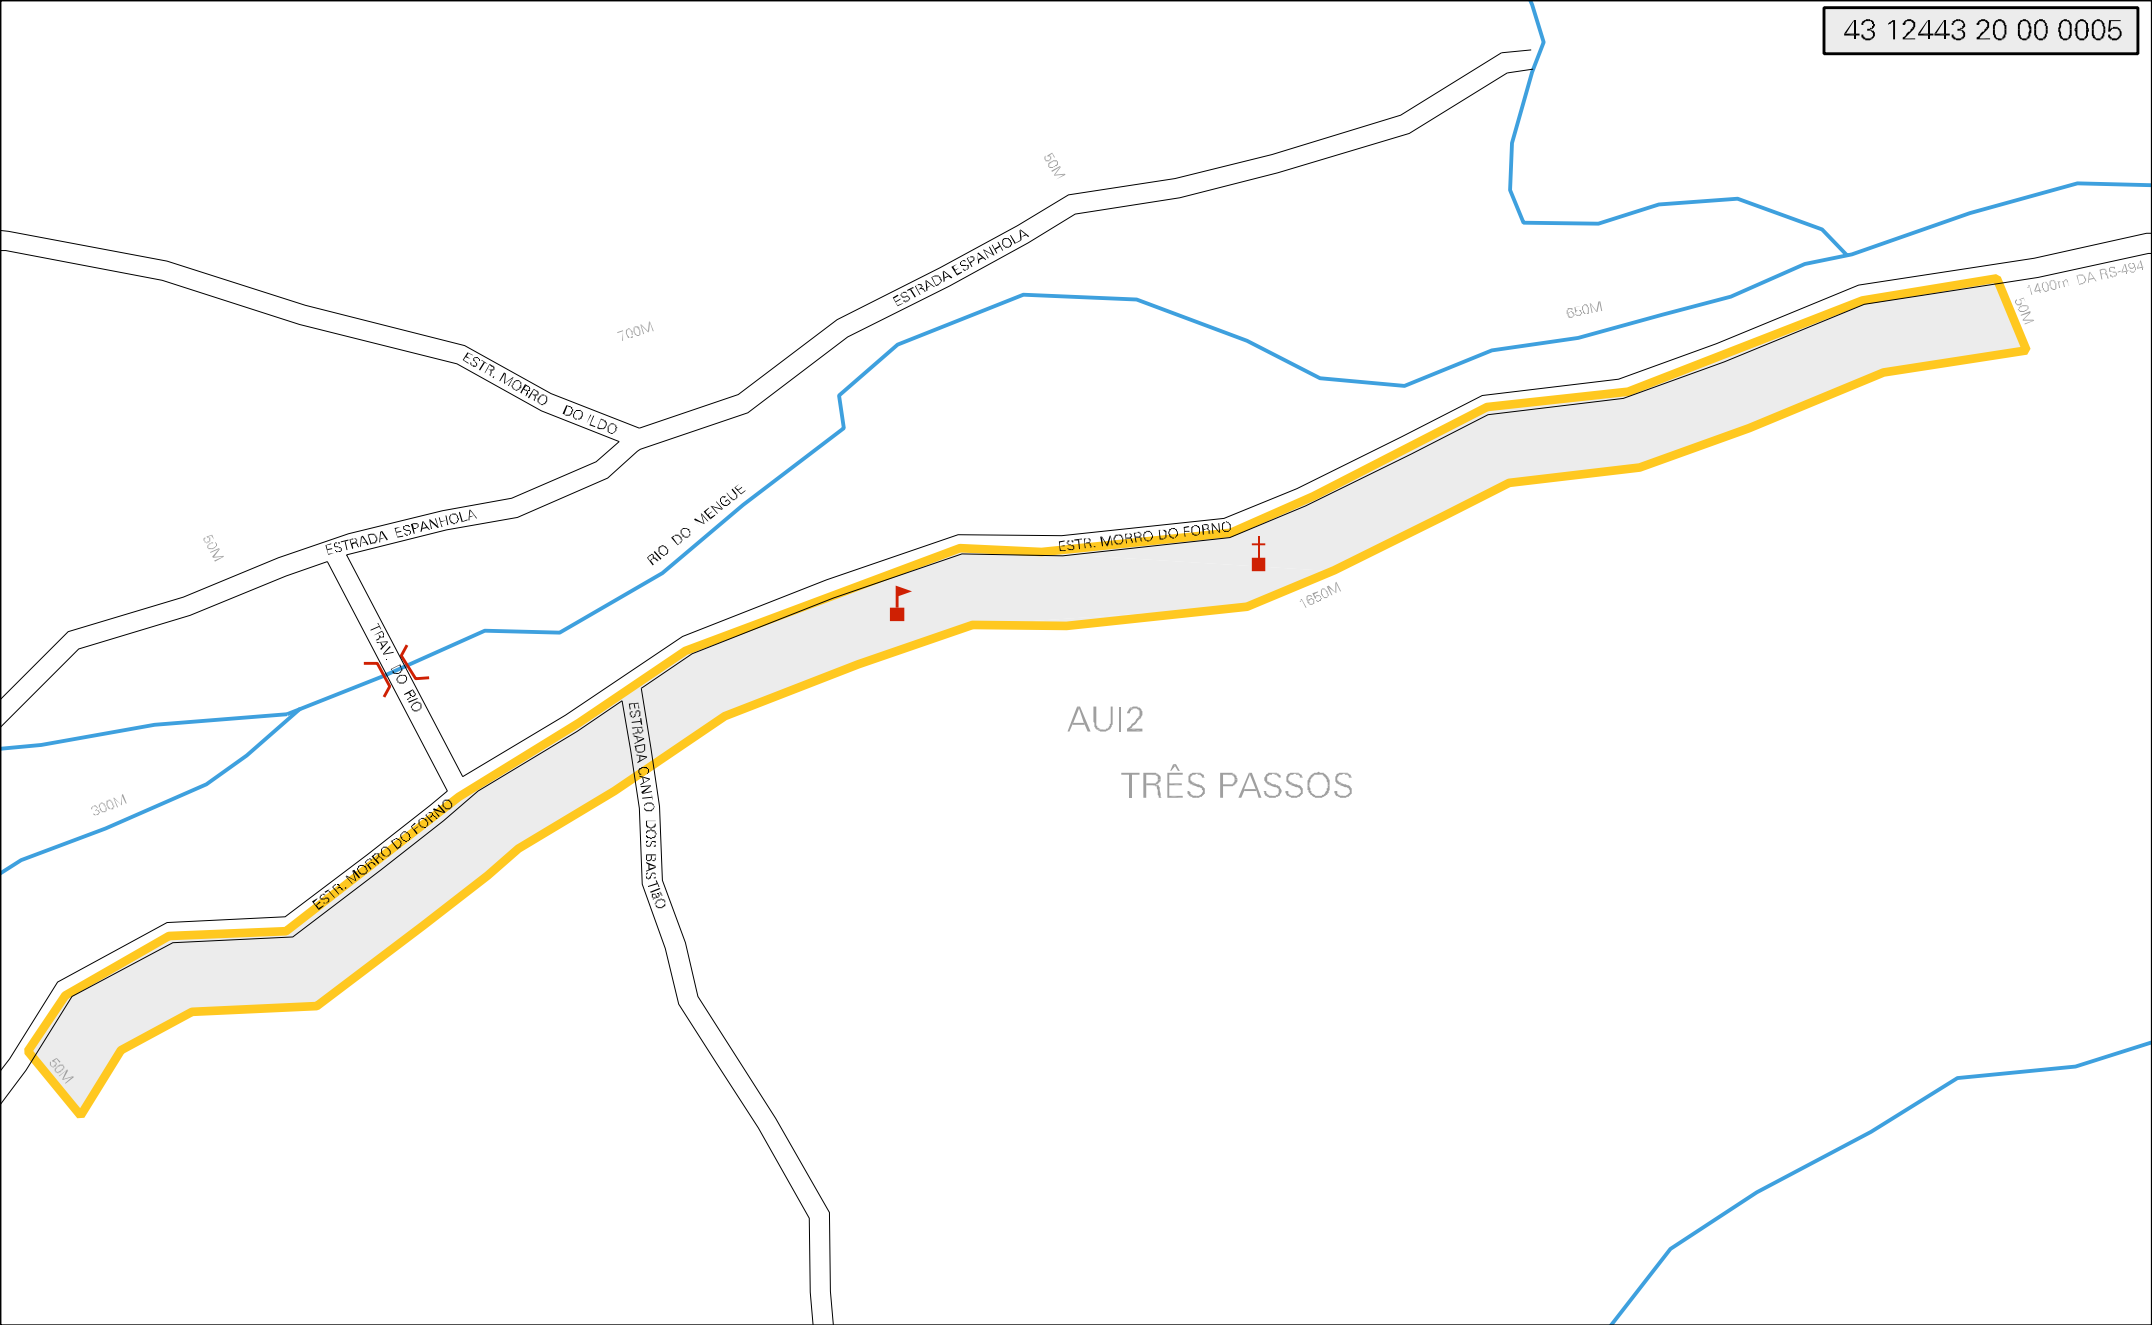 43 12443 20 00 0005
50M
ESTRADA ESPANHOLA
1400m DA RS-494
650M
50M
700M
ESTR. MORRO DO ILDO
ESTRADA ESPANHOLA
50M
RIO DO MENGUE
ESTR. MORRO DO FORNO
1650M
TRAV. DO RIO
AUI2
TRÊS PASSOS
300M
ESTR. MORRO DO FORNO
ESTRADA CANTO DOS BASTIãO
50M